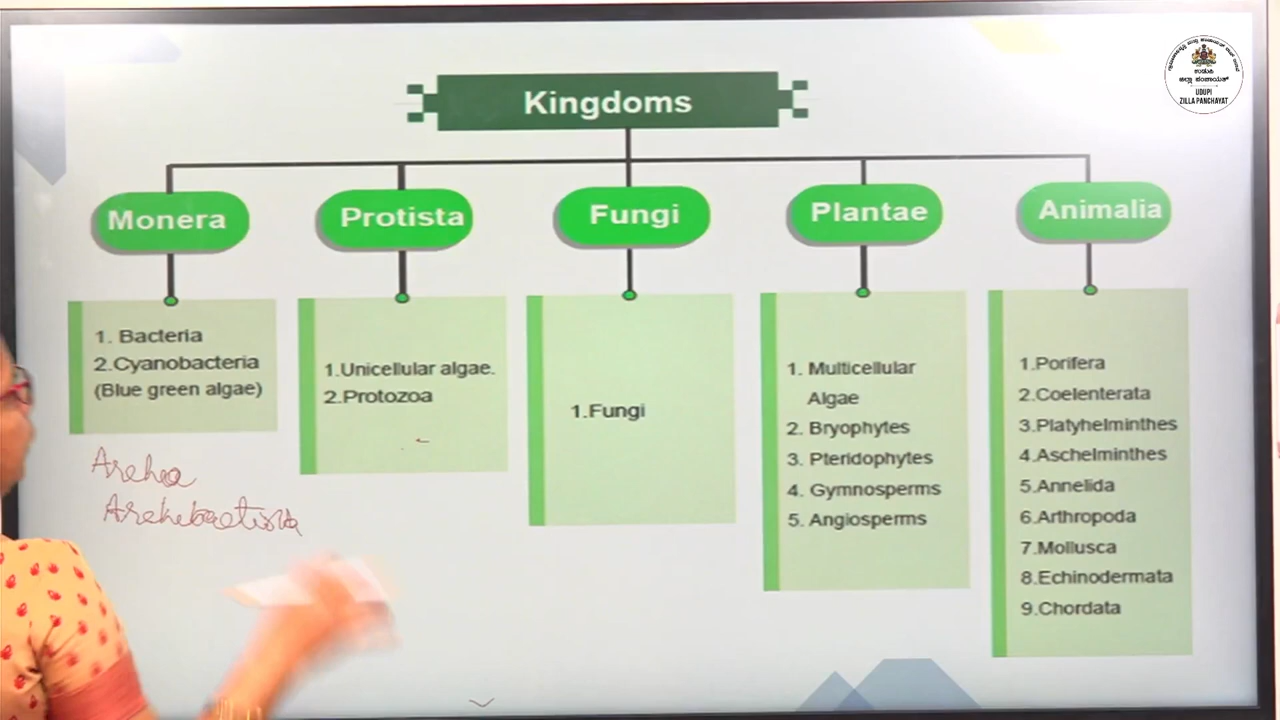 Kingdoms
Monera
Protista
Fungi
Plantae
Animalia
1. Bacteria
2.Cyanobacteria
(Blue green algae)
1.Unicellular algae.
2.Protozoa
1.Fungi
1. Multicellular
Algae
2. Bryophytes
3. Pteridophytes
4. Gymnosperms
5. Angiosperms
1.Porifera
2.Coelenterata
3.Platyhelminthes
4.Aschelminthes
5.Annelida
6.Arthropoda
7.Mollusca
8.Echinodermata
9.Chordata
ಉಡುಪಿ
ಜಿಲ್ಲಾ ಪಂಚಾಯತ್
UDUPI
ZILLA PANCHAYAT